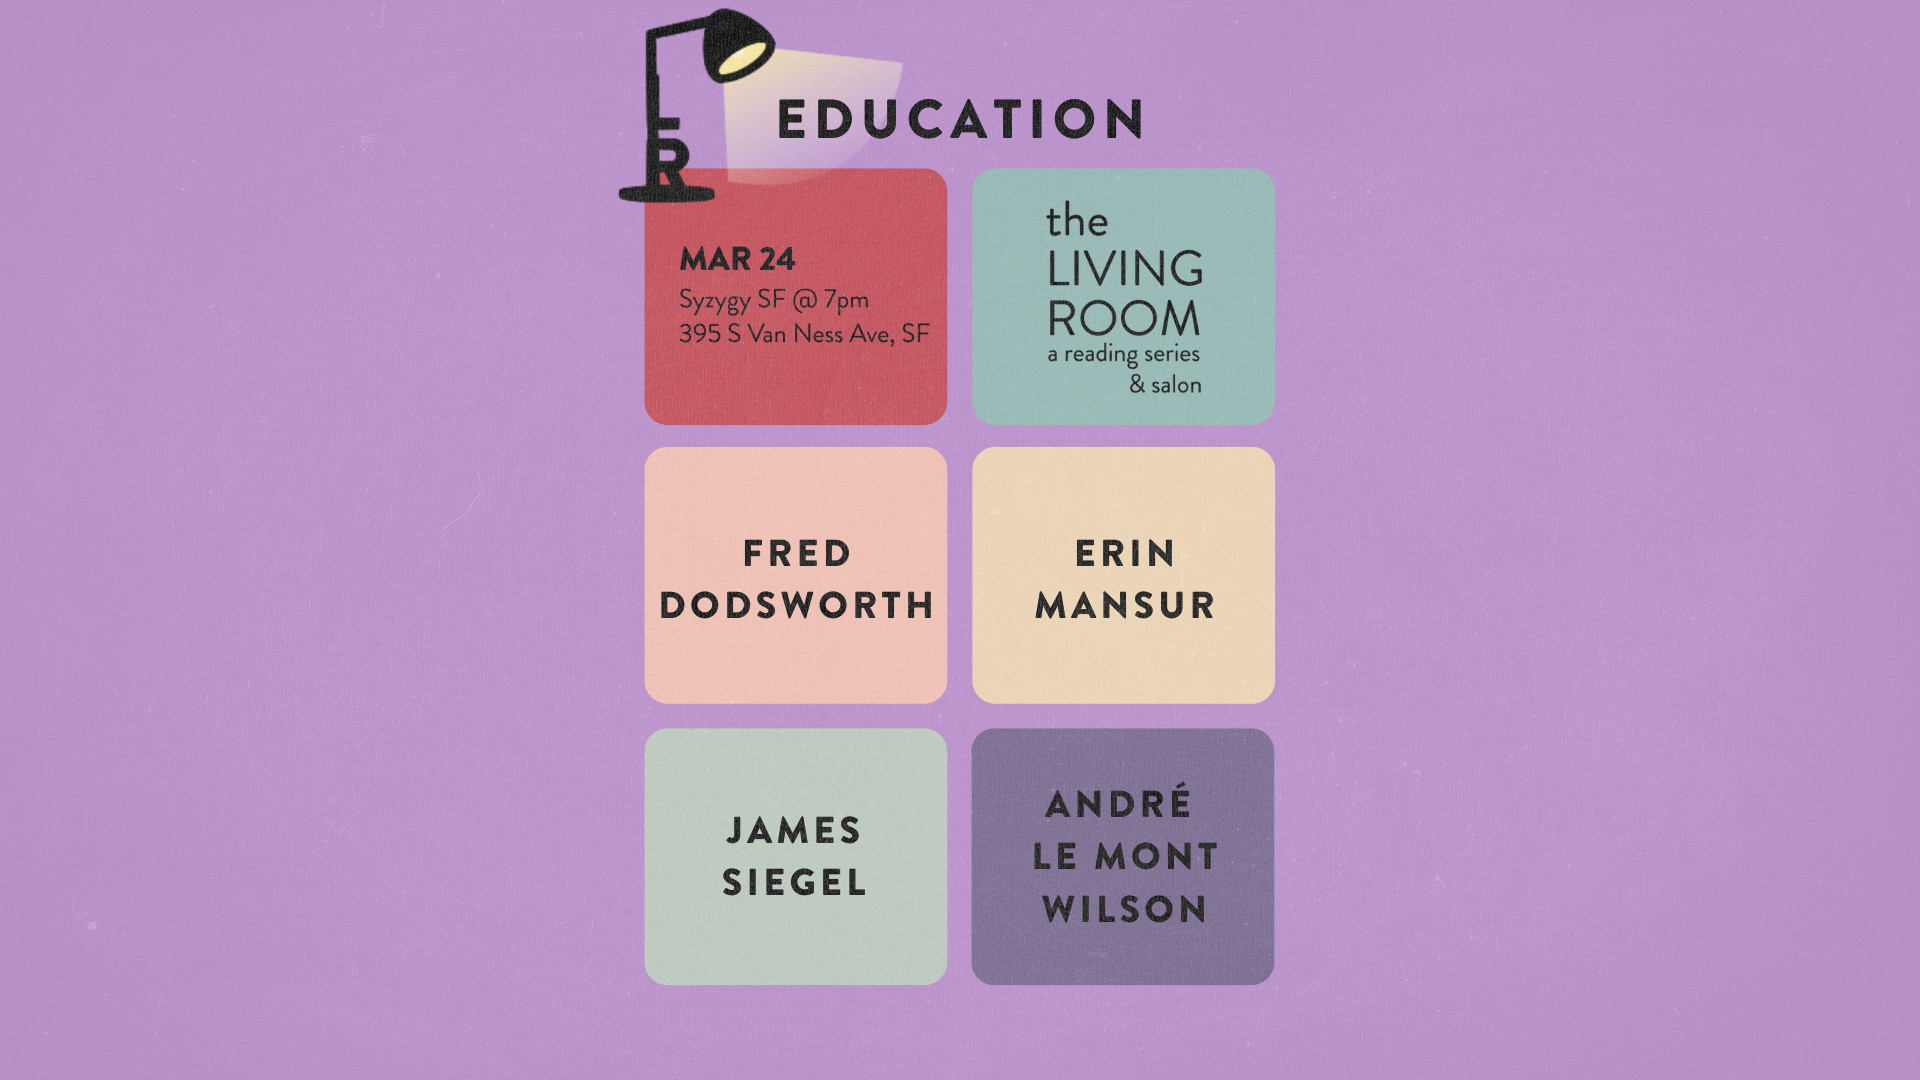 LR
EDUCATION
MAR 24
Syzygy SF @ 7pm
395 S Van Ness Ave, SF
the
LIVING
ROOM
a reading series
& salon
FRED
DODSWORTH
ERIN
MANSUR
JAMES
SIEGEL
ANDRÉ
LE MONT
WILSON